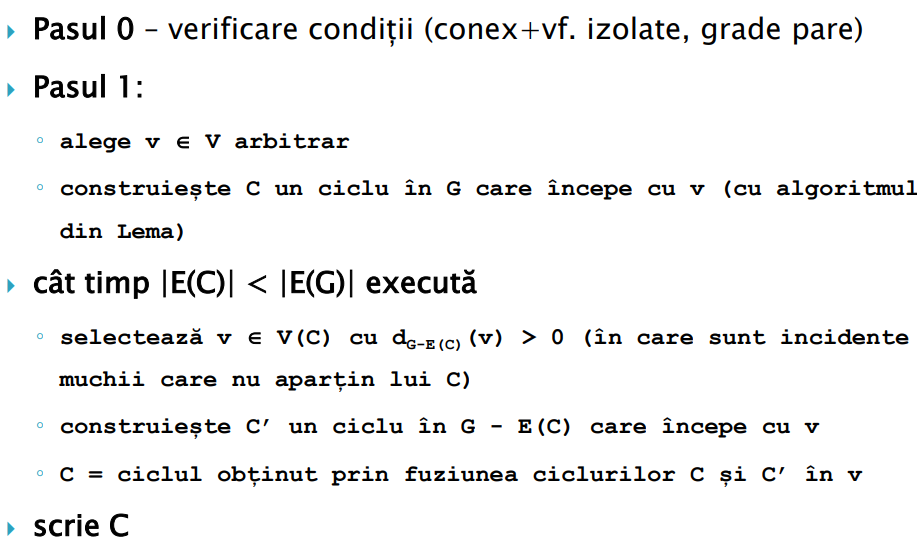 Pasul 0 – verificare condiții (conex+vf. izolate, grade pare)
Pasul 1:
alege v ∈ V arbitrar
construiește C un ciclu în G care începe cu v (cu algoritmul
din Lema)
cât timp |E(C)| < |E(G)| execută
selectează v ∈ V(C) cu d_{G-E(C)}(v) > 0 (în care sunt incidente
muchii care nu aparțin lui C)
construiește C’ un ciclu în G - E(C) care începe cu v
C = ciclul obținut prin fuziunea ciclurilor C și C’ în v
scrie C